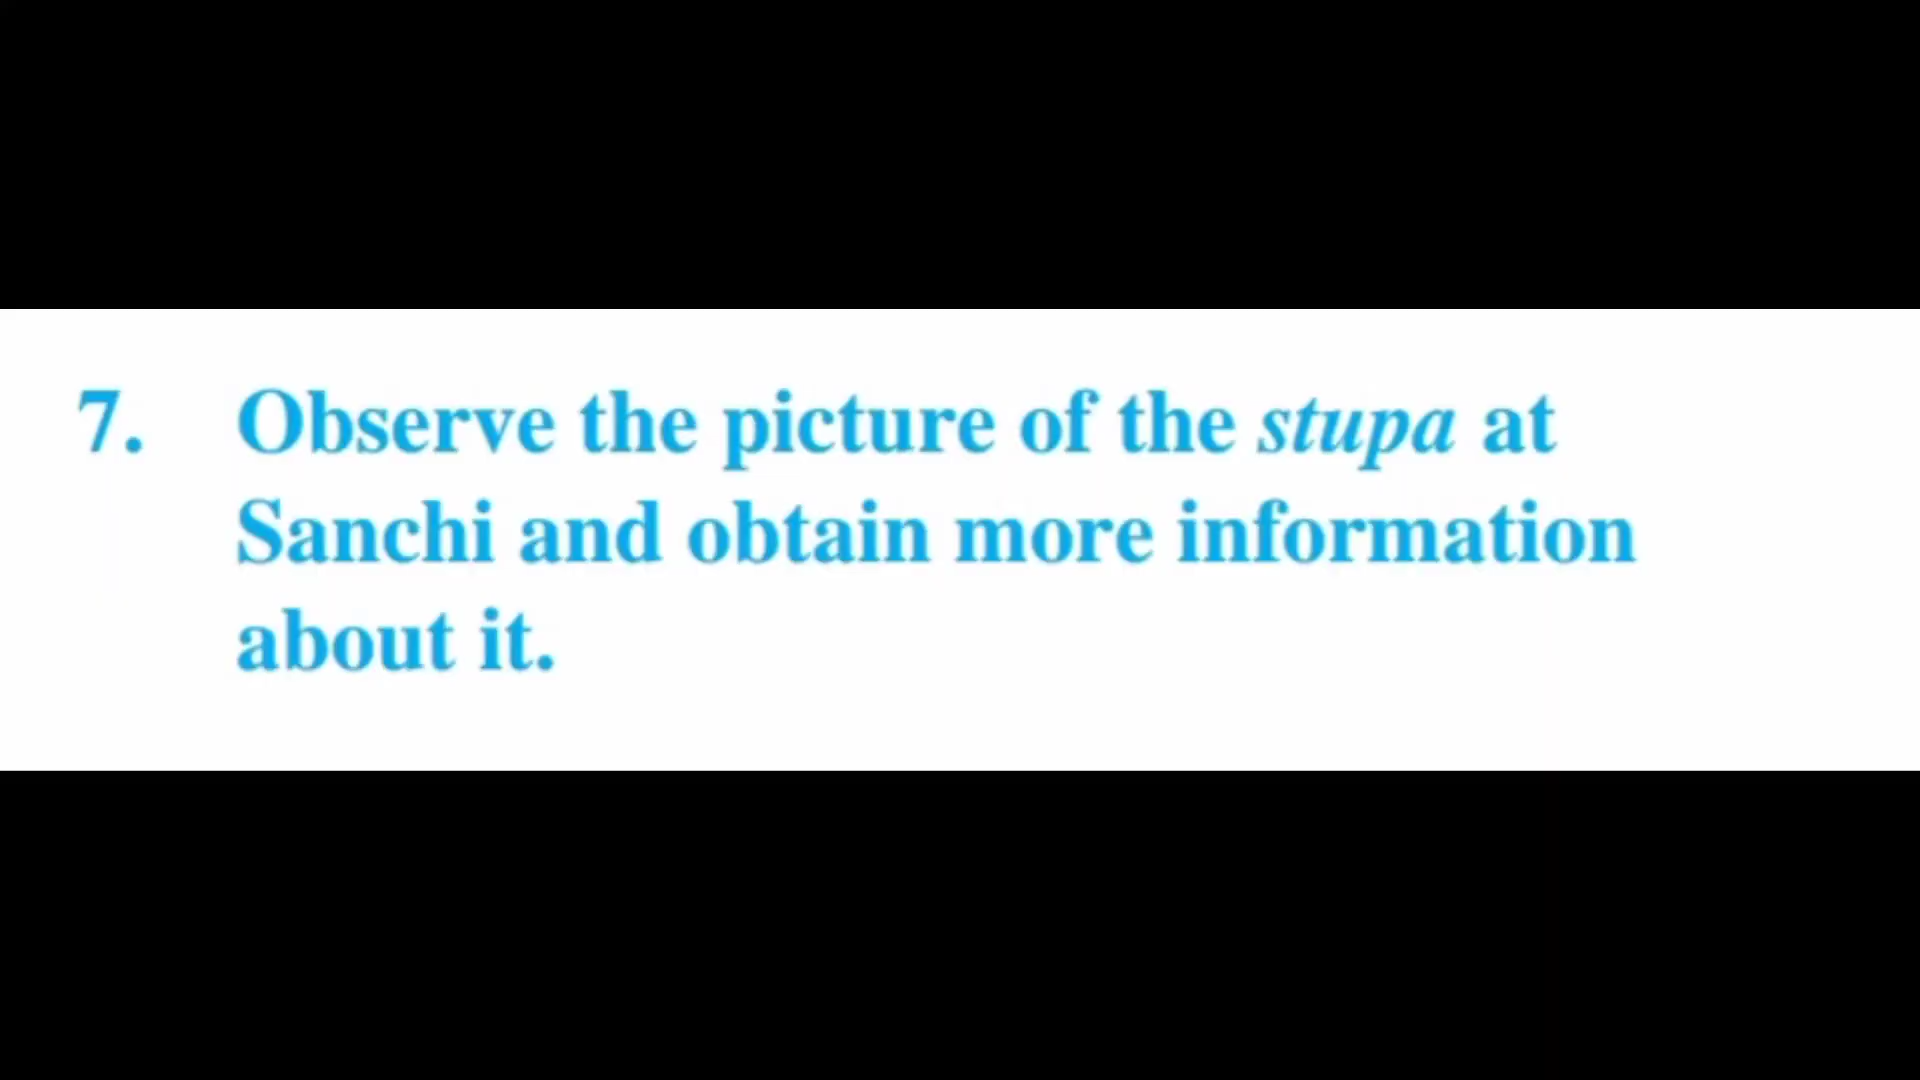 7. Observe the picture of the stupa at
Sanchi and obtain more information
about it.